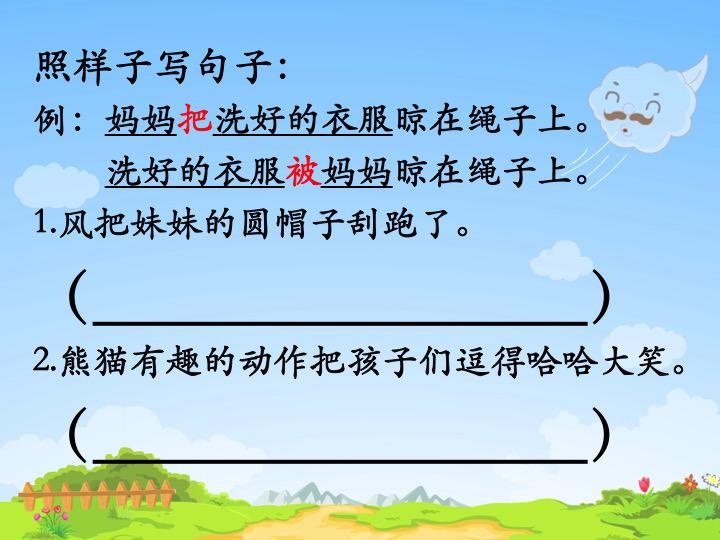 照样子写句子：
例：妈妈把洗好的衣服晾在绳子上。
洗好的衣服被妈妈晾在绳子上。
1.风把妹妹的圆帽子刮跑了。
(________________)
2.熊猫有趣的动作把孩子们逗得哈哈大笑。
(________________)